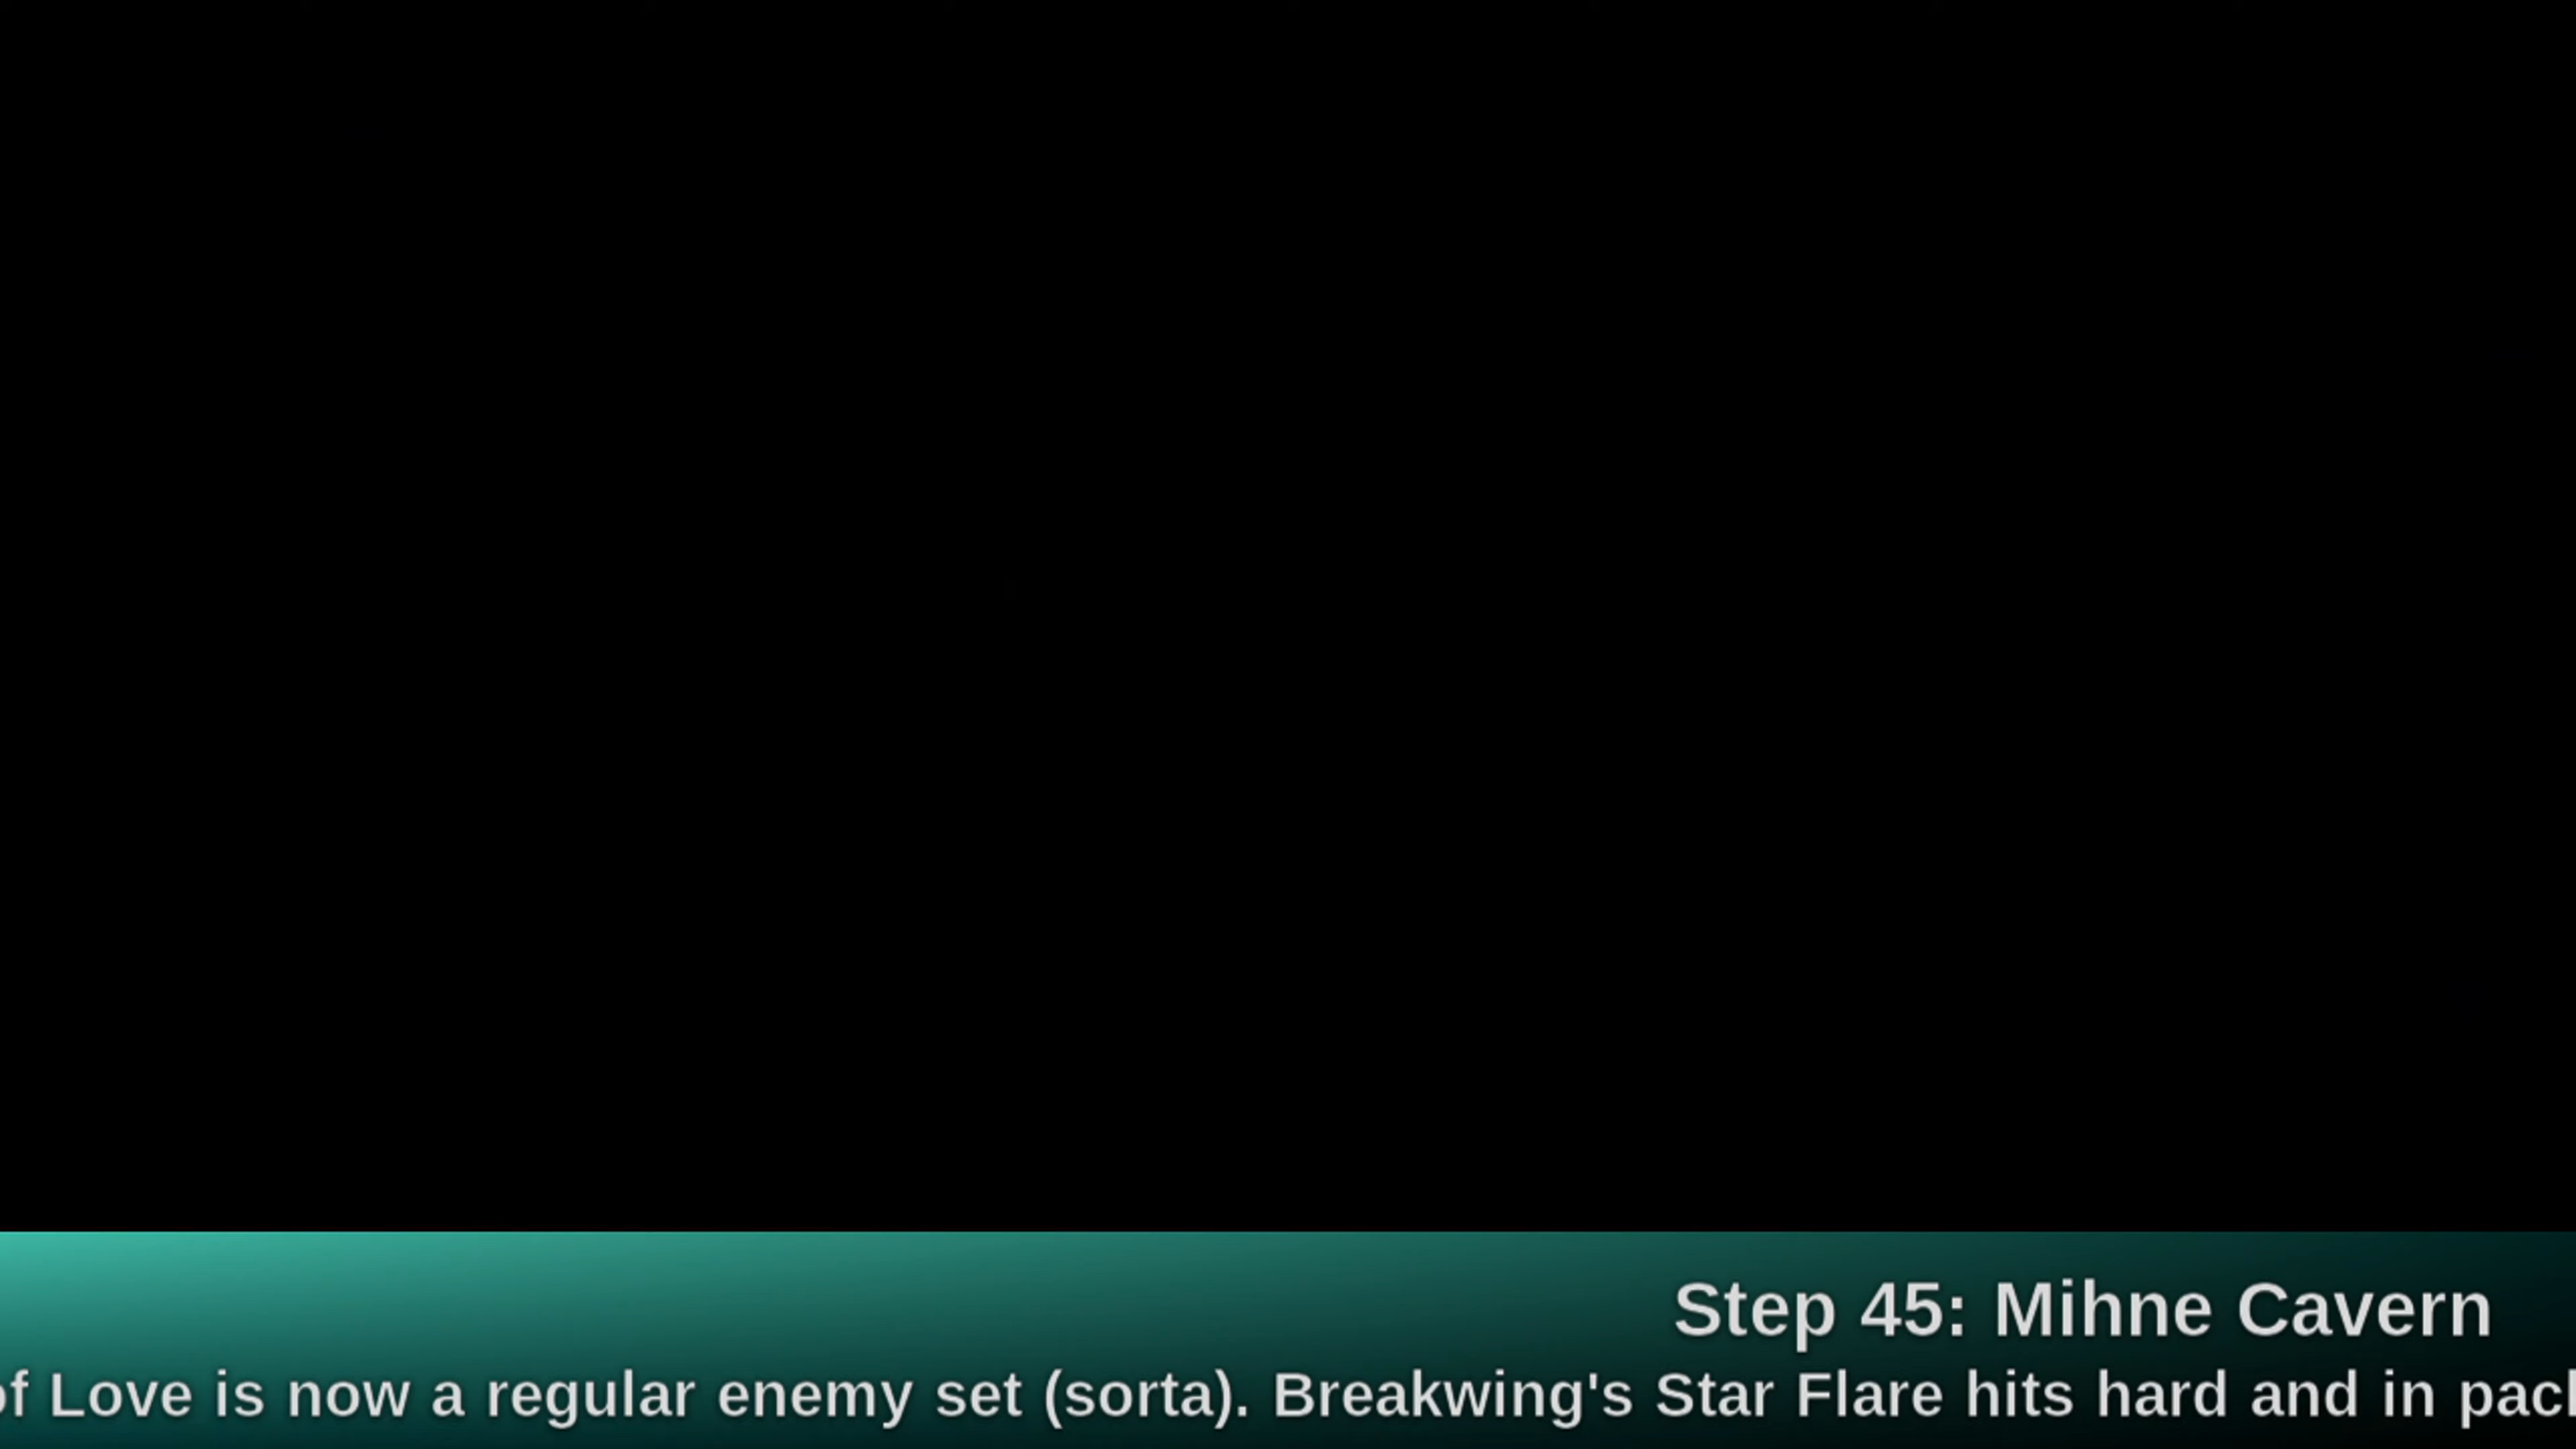 Step 45: Mihne Cavern
of Love is now a regular enemy set (sorta). Breakwing's Star Flare hits hard and in